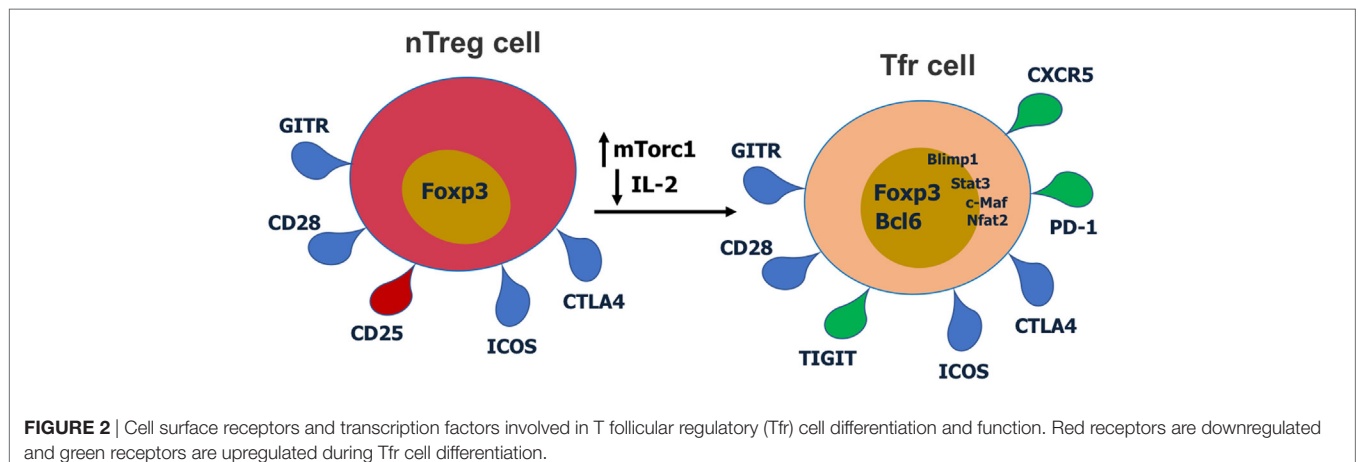 nTreg cell
GITR
CD28
CD25
ICOS
CTLA4
Foxp3
mTorc1
IL-2
Tfr cell
CXCR5
GITR
PD-1
CD28
CTLA4
TIGIT
ICOS
Blimp1
Foxp3
Stat3
Bcl6
c-Maf
Nfat2
FIGURE 2 | Cell surface receptors and transcription factors involved in T follicular regulatory (Tfr) cell differentiation and function. Red receptors are downregulated
and green receptors are upregulated during Tfr cell differentiation.